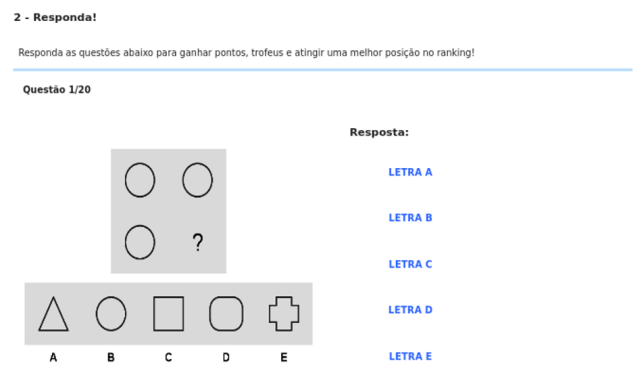 2 - Responda!
Responda as questões abaixo para ganhar pontos, trofeus e atingir uma melhor posição no ranking!
Questão 1/20
Resposta:
LETRA A
LETRA B
?
LETRA C
LETRA D
A B C D E
LETRA E